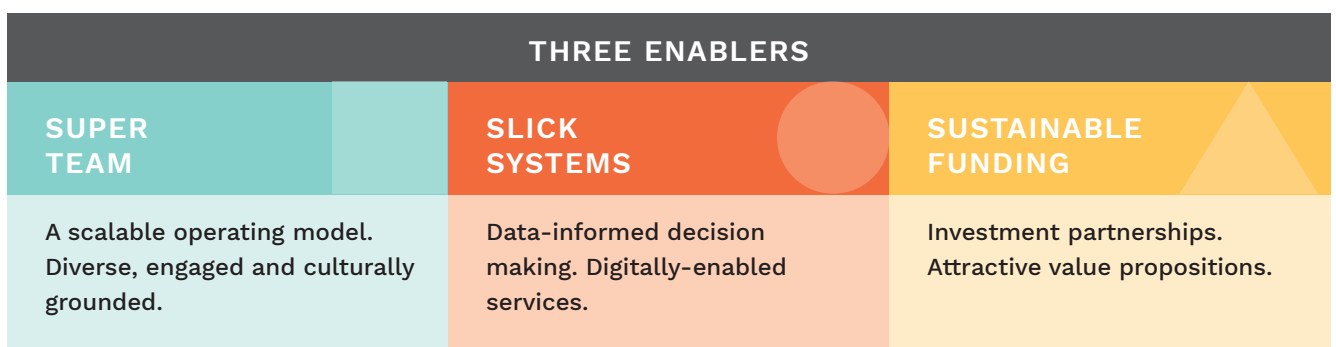 THREE ENABLERS
SUPER
TEAM
A scalable operating model.
Diverse, engaged and culturally
grounded.
SLICK
SYSTEMS
Data-informed decision
making. Digitally-enabled
services.
SUSTAINABLE
FUNDING
Investment partnerships.
Attractive value propositions.